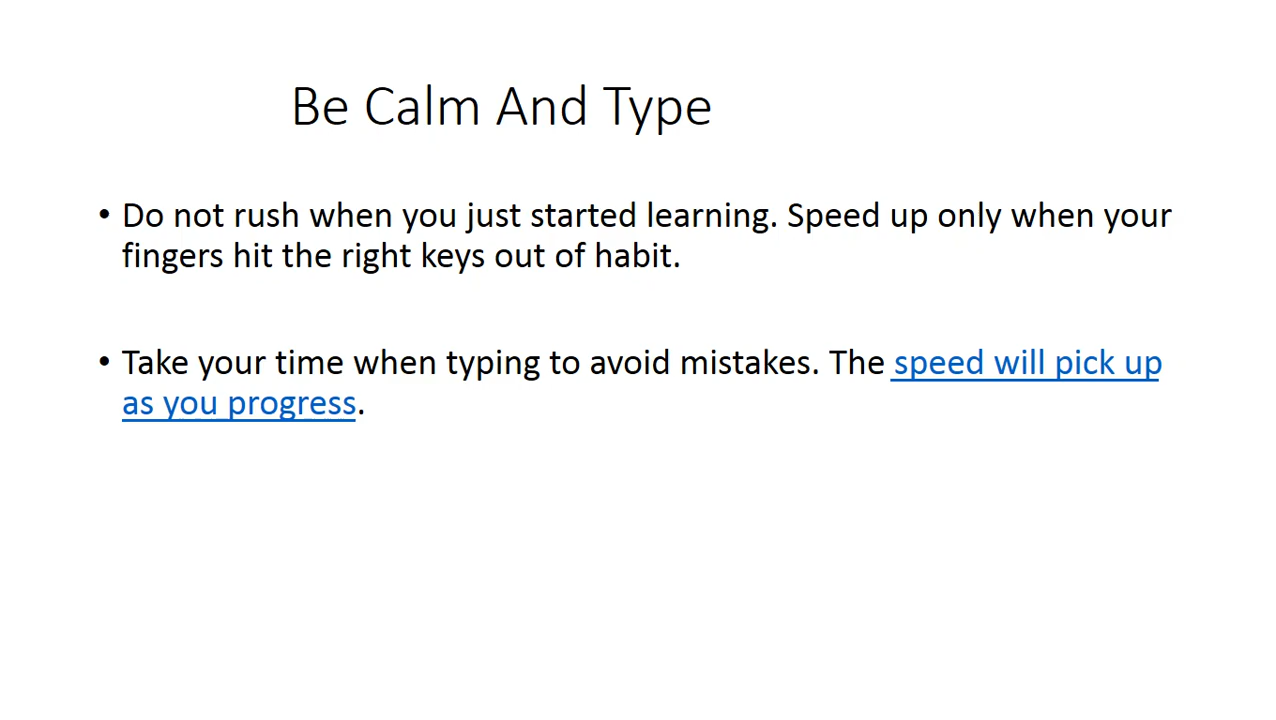 Be Calm And Type
• Do not rush when you just started learning. Speed up only when your
fingers hit the right keys out of habit.
• Take your time when typing to avoid mistakes. The speed will pick up
as you progress.